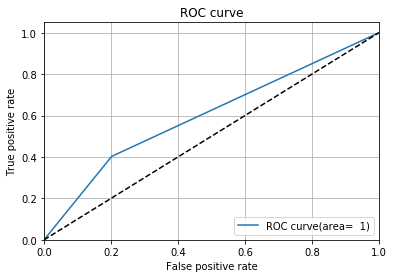 ROC curve
True positive rate
1.0
0.8
0.6
0.4
0.2
0.0
ROC curve(area=  1)
0.0 0.2 0.4 0.6 0.8 1.0
False positive rate